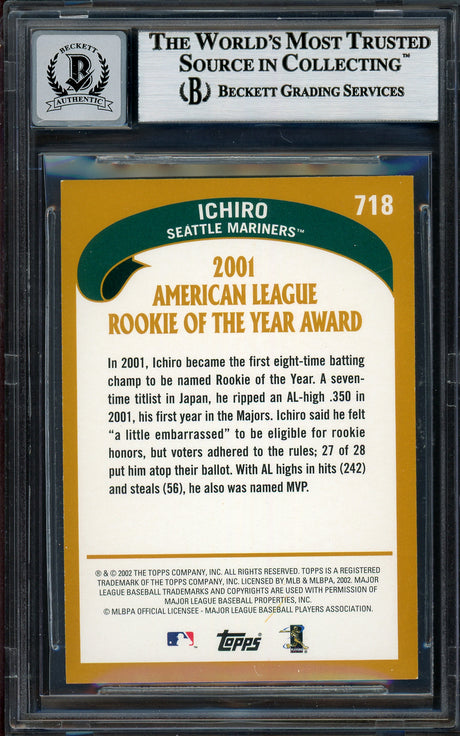 BECKETT
B
AUTHENTIC
THE WORLD'S MOST TRUSTED
SOURCE IN COLLECTING™
B BECKETT GRADING SERVICES
ICHIRO
SEATTLE MARINERS™
718
2001
AMERICAN LEAGUE
ROOKIE OF THE YEAR AWARD
In 2001, Ichiro became the first eight-time batting
champ to be named Rookie of the Year. A seven-
time titlist in Japan, he ripped an AL-high .350 in
2001, his first year in the Majors. Ichiro said he felt
“a little embarrassed” to be eligible for rookie
honors, but voters adhered to the rules; 27 of 28
put him atop their ballot. With AL highs in hits (242)
and steals (56), he also was named MVP.
® & © 2002 THE TOPPS COMPANY, INC. ALL RIGHTS RESERVED. TOPPS IS A REGISTERED
TRADEMARK OF THE TOPPS COMPANY, INC. LICENSED BY MLB & MLBPA, 2002. MAJOR
LEAGUE BASEBALL TRADEMARKS AND COPYRIGHTS ARE USED WITH PERMISSION OF
MAJOR LEAGUE BASEBALL PROPERTIES, INC.
© MLBPA OFFICIAL LICENSEE - MAJOR LEAGUE BASEBALL PLAYERS ASSOCIATION.
Topps